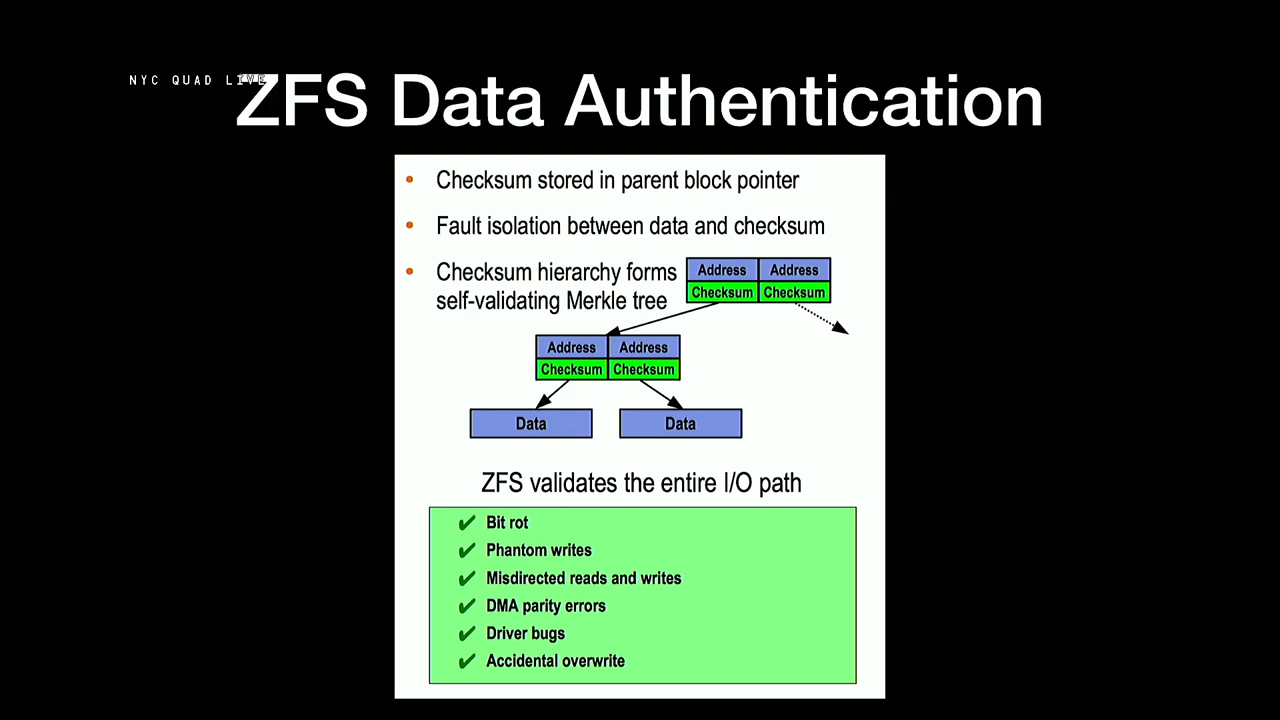 NYC QUAD LIVE
ZFS Data Authentication
• Checksum stored in parent block pointer
• Fault isolation between data and checksum
• Checksum hierarchy forms
self-validating Merkle tree
Address Address
Checksum Checksum
Address Address
Checksum Checksum
Data Data
ZFS validates the entire I/O path
✔ Bit rot
✔ Phantom writes
✔ Misdirected reads and writes
✔ DMA parity errors
✔ Driver bugs
✔ Accidental overwrite